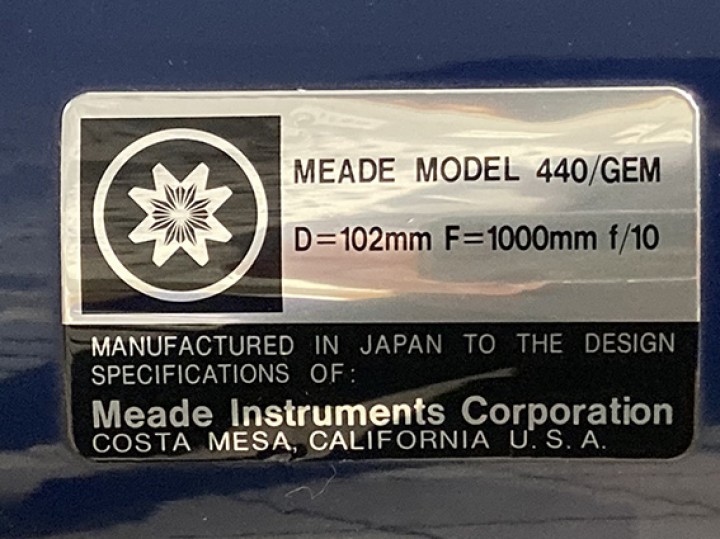 MEADE MODEL 440/GEM
D=102mm F=1000mm f/10
MANUFACTURED IN JAPAN TO THE DESIGN
SPECIFICATIONS OF:
Meade Instruments Corporation
COSTA MESA, CALIFORNIA U.S.A.